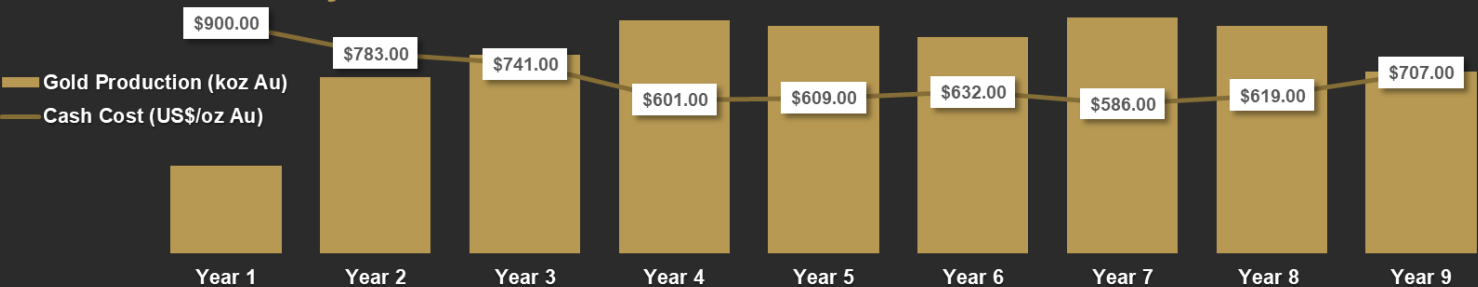 $900.00
$783.00
$741.00
$601.00
$609.00
$632.00
$586.00
$619.00
$707.00
Gold Production (koz Au)
Cash Cost (US$/oz Au)
Year 1
Year 2
Year 3
Year 4
Year 5
Year 6
Year 7
Year 8
Year 9